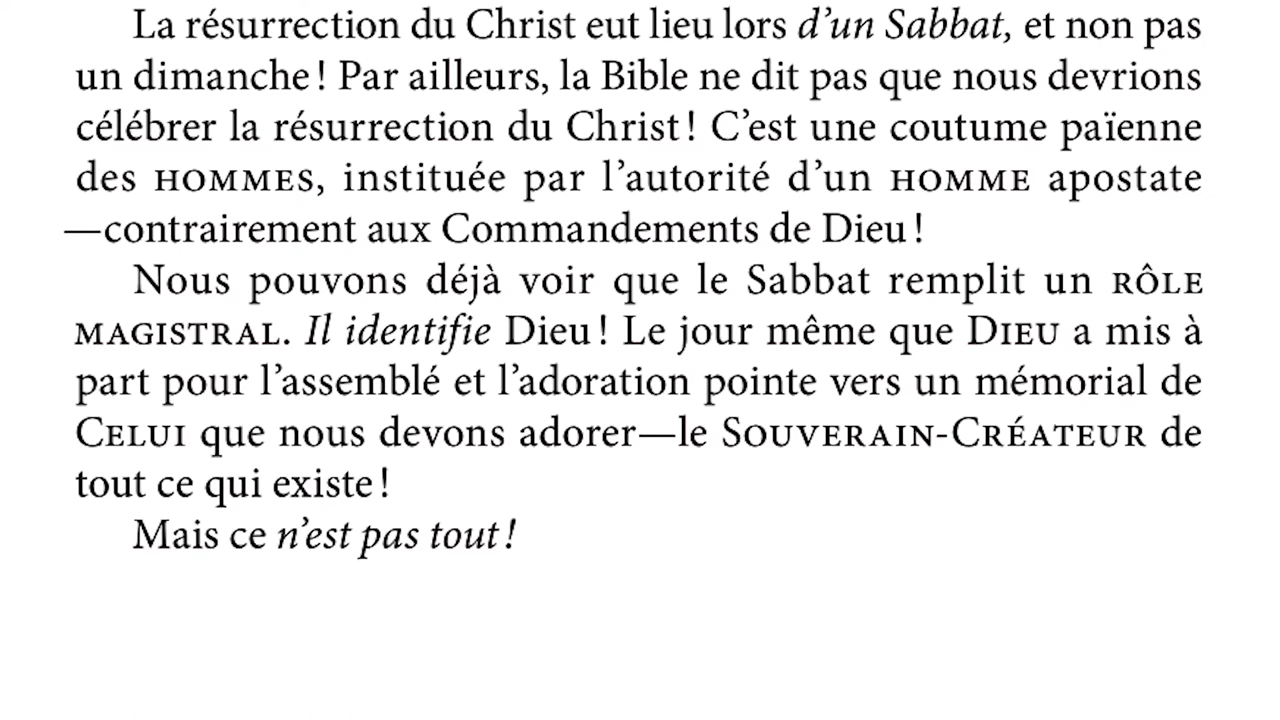 La résurrection du Christ eut lieu lors d’un Sabbat, et non pas
un dimanche ! Par ailleurs, la Bible ne dit pas que nous devrions
célébrer la résurrection du Christ ! C’est une coutume païenne
des HOMMES, instituée par l’autorité d’un HOMME apostate
—contrairement aux Commandements de Dieu !
Nous pouvons déjà voir que le Sabbat remplit un RÔLE
MAGISTRAL. Il identifie Dieu ! Le jour même que DIEU a mis à
part pour l’assemblé et l’adoration pointe vers un mémorial de
CELUI que nous devons adorer—le SOUVERAIN-CRÉATEUR de
tout ce qui existe !
Mais ce n’est pas tout !